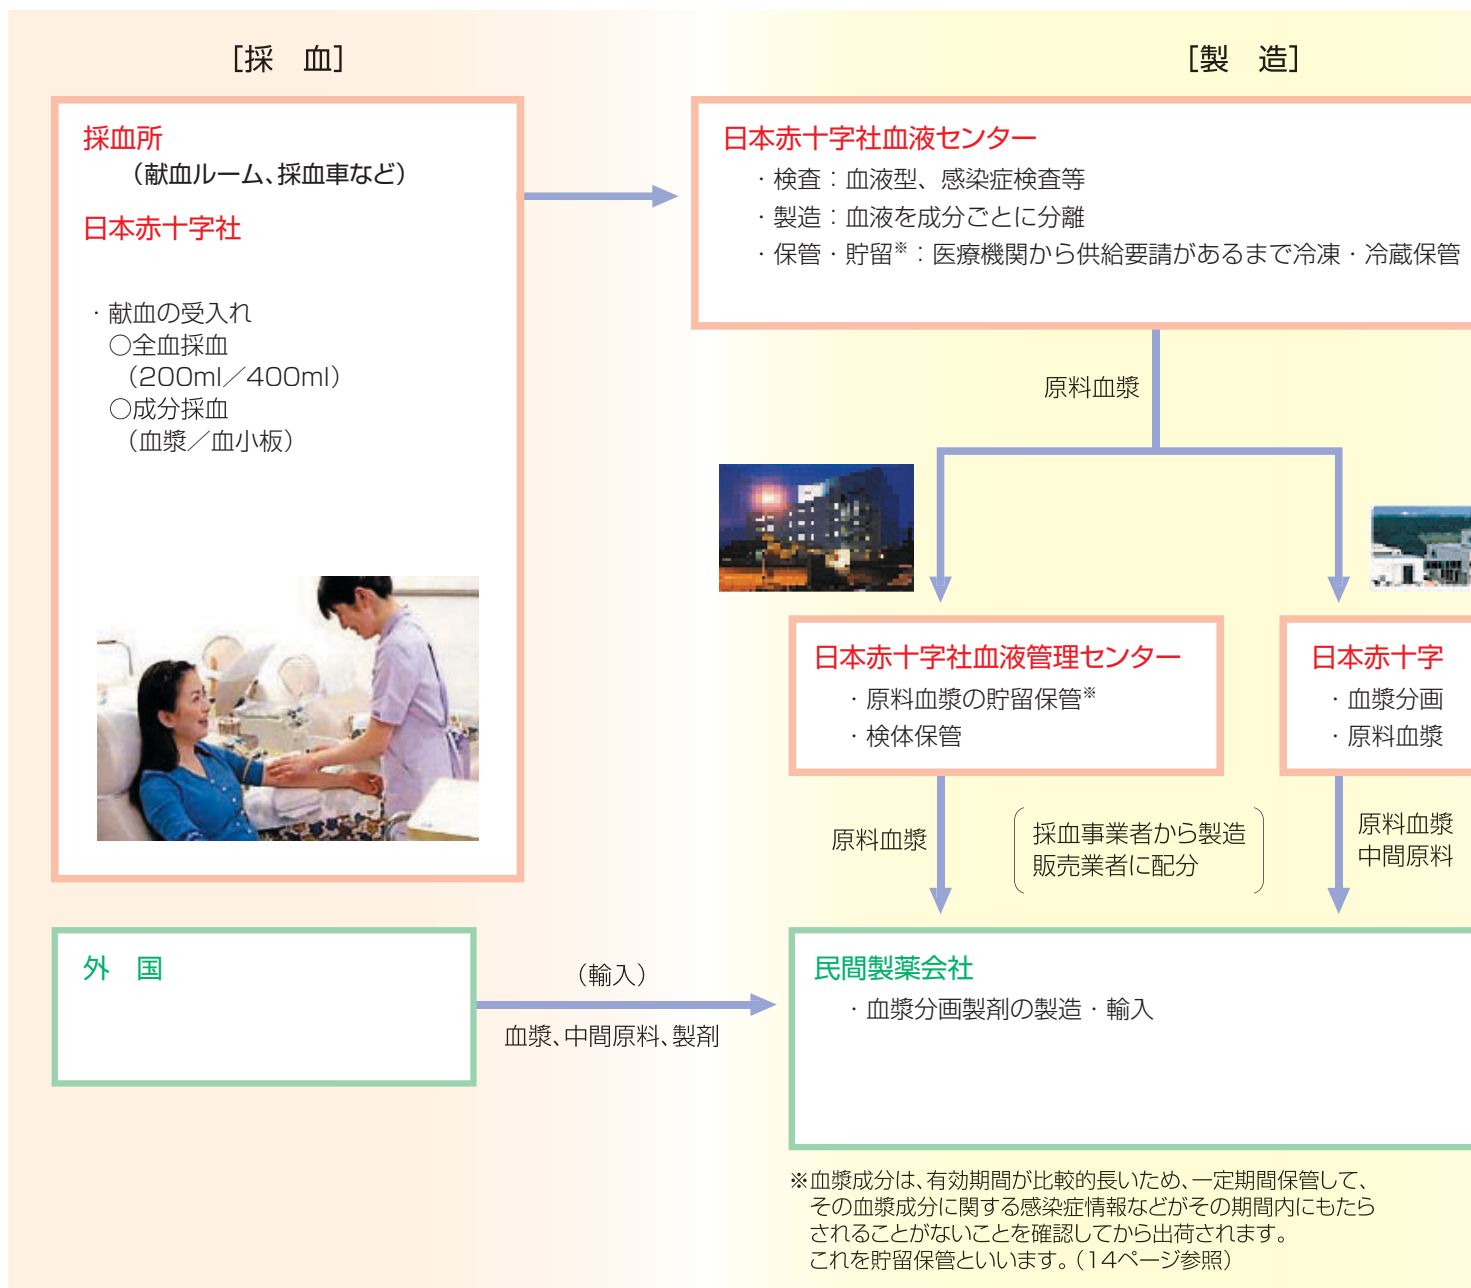 ［採　血］
採血所
（献血ルーム、採血車など）
日本赤十字社
・献血の受入れ
○全血採血
（200ml／400ml）
○成分採血
（血漿／血小板）
外　国
（輸入）
血漿、中間原料、製剤
［製　造］
日本赤十字社血液センター
・検査：血液型、感染症検査等
・製造：血液を成分ごとに分離
・保管・貯留※：医療機関から供給要請があるまで冷凍・冷蔵保管
原料血漿
日本赤十字社血液管理センター
・原料血漿の貯留保管※
・検体保管
日本赤十字
・血漿分画
・原料血漿
原料血漿
採血事業者から製造
販売業者に配分
原料血漿
中間原料
民間製薬会社
・血漿分画製剤の製造・輸入
※血漿成分は、有効期間が比較的長いため、一定期間保管して、
その血漿成分に関する感染症情報などがその期間内にもたら
されることがないことを確認してから出荷されます。
これを貯留保管といいます。（14ページ参照）